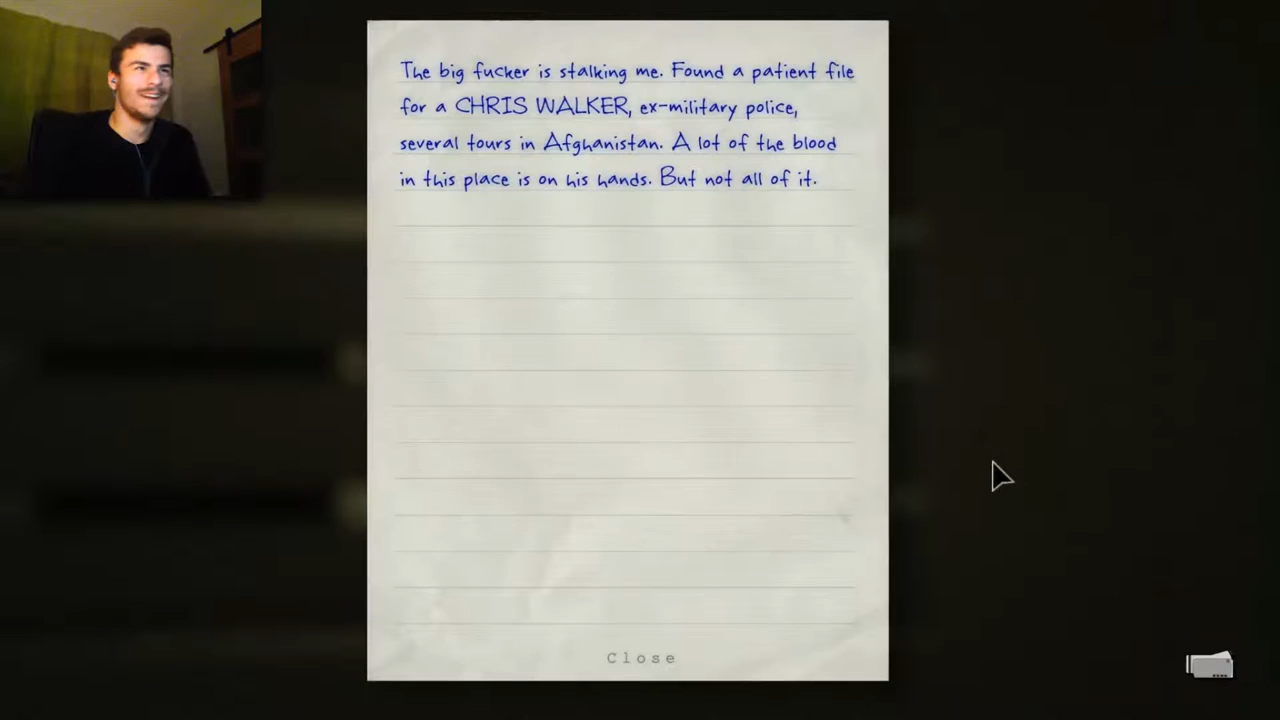 The big fucker is stalking me. Found a patient file
for a CHRIS WALKER, ex-military police,
several tours in Afghanistan. A lot of the blood
in this place is on his hands. But not all of it.
Close